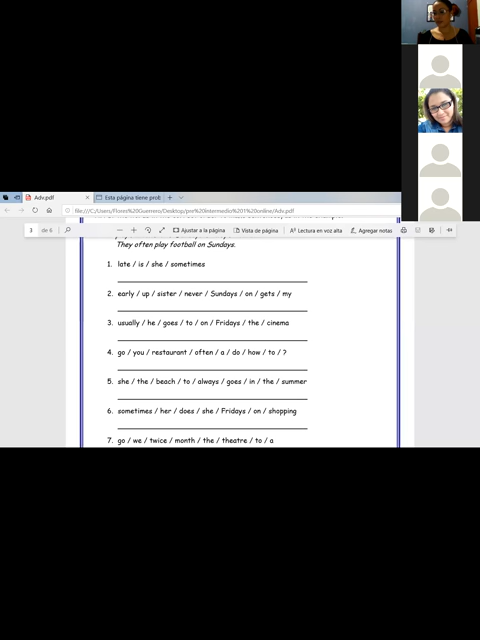 Adv.pdf
Esta página tiene prob
file:///C:/Users/Flores%20Guerrero/Desktop/pre%20intermedio%201%20online/Adv.pdf
3 de 6 Ajustar a la página Vista de página Lectura en voz alta Agregar notas
They often play football on Sundays.
1. late / is / she / sometimes
2. early / up / sister / never / Sundays / on / gets / my
3. usually / he / goes / to / on / Fridays / the / cinema
4. go / you / restaurant / often / a / do / how / to / ?
5. she / the / beach / to / always / goes / in / the / summer
6. sometimes / her / does / she / Fridays / on / shopping
7. go / we / twice / month / the / theatre / to / a